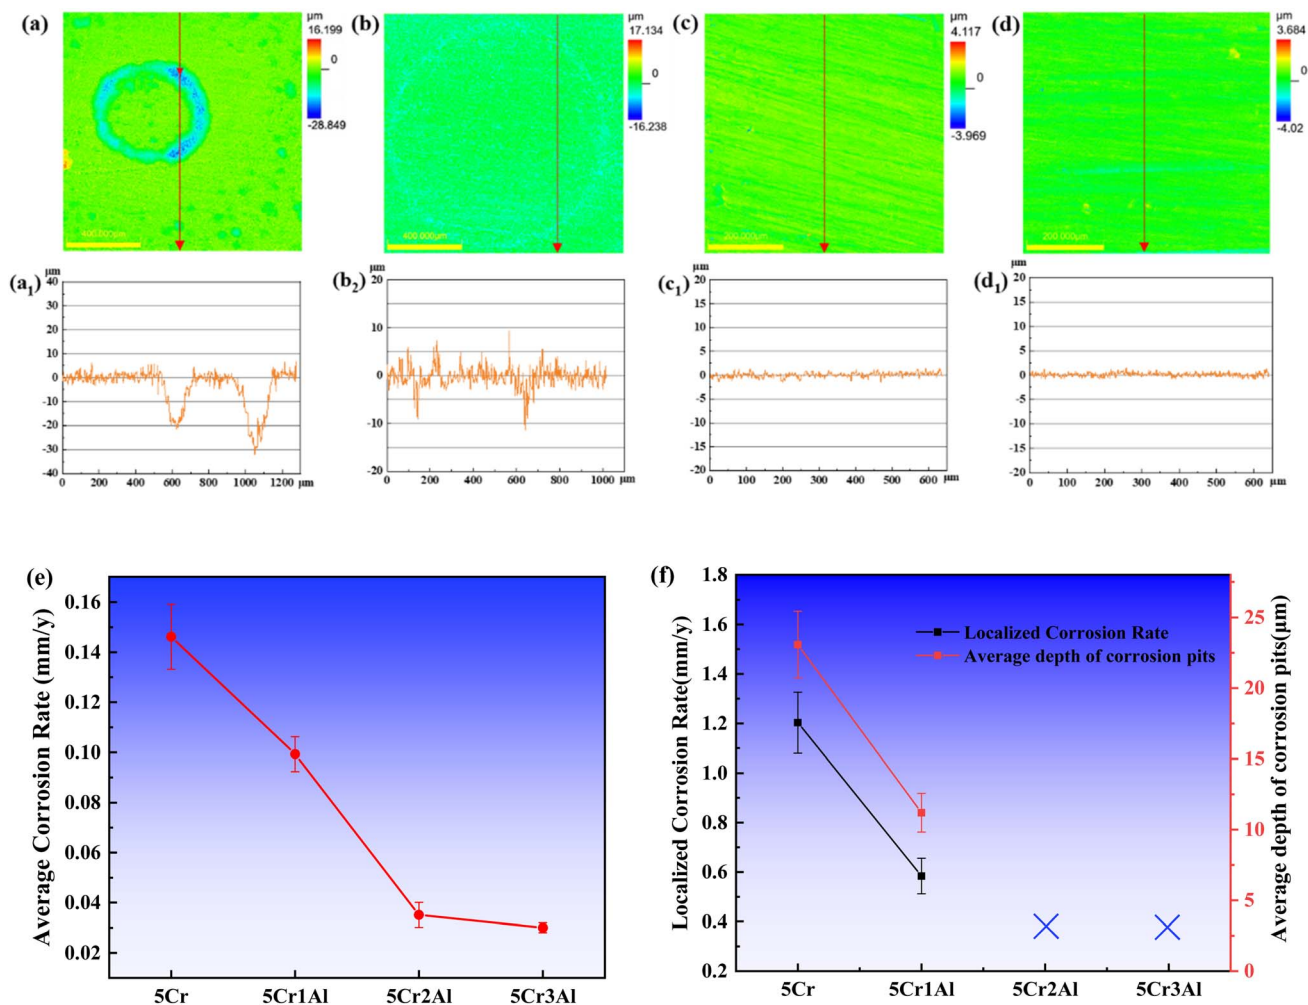 (a)
µm
16.199
0
-28.849
400.000µm
(b)
µm
17.134
0
-16.238
400.000µm
(c)
µm
4.117
0
-3.969
200.000µm
(d)
µm
3.684
0
-4.02
200.000µm
(a1)
µm
40
30
20
10
0
-10
-20
-30
-40
0 200 400 600 800 1000 1200 µm
(b2)
µm
20
10
0
-10
-20
0 200 400 600 800 1000 µm
(c1)
µm
20
15
10
5
0
-5
-10
-15
-20
0 100 200 300 400 500 600 µm
(d1)
µm
20
15
10
5
0
-5
-10
-15
-20
0 100 200 300 400 500 600 µm
(e)
Average Corrosion Rate (mm/y)
0.16
0.14
0.12
0.10
0.08
0.06
0.04
0.02
5Cr 5Cr1Al 5Cr2Al 5Cr3Al
(f)
Localized Corrosion Rate(mm/y)
1.8
1.6
1.4
1.2
1.0
0.8
0.6
0.4
0.2
Localized Corrosion Rate
Average depth of corrosion pits
25
20
15
10
5
0
Average depth of corrosion pits(µm)
5Cr 5Cr1Al 5Cr2Al 5Cr3Al